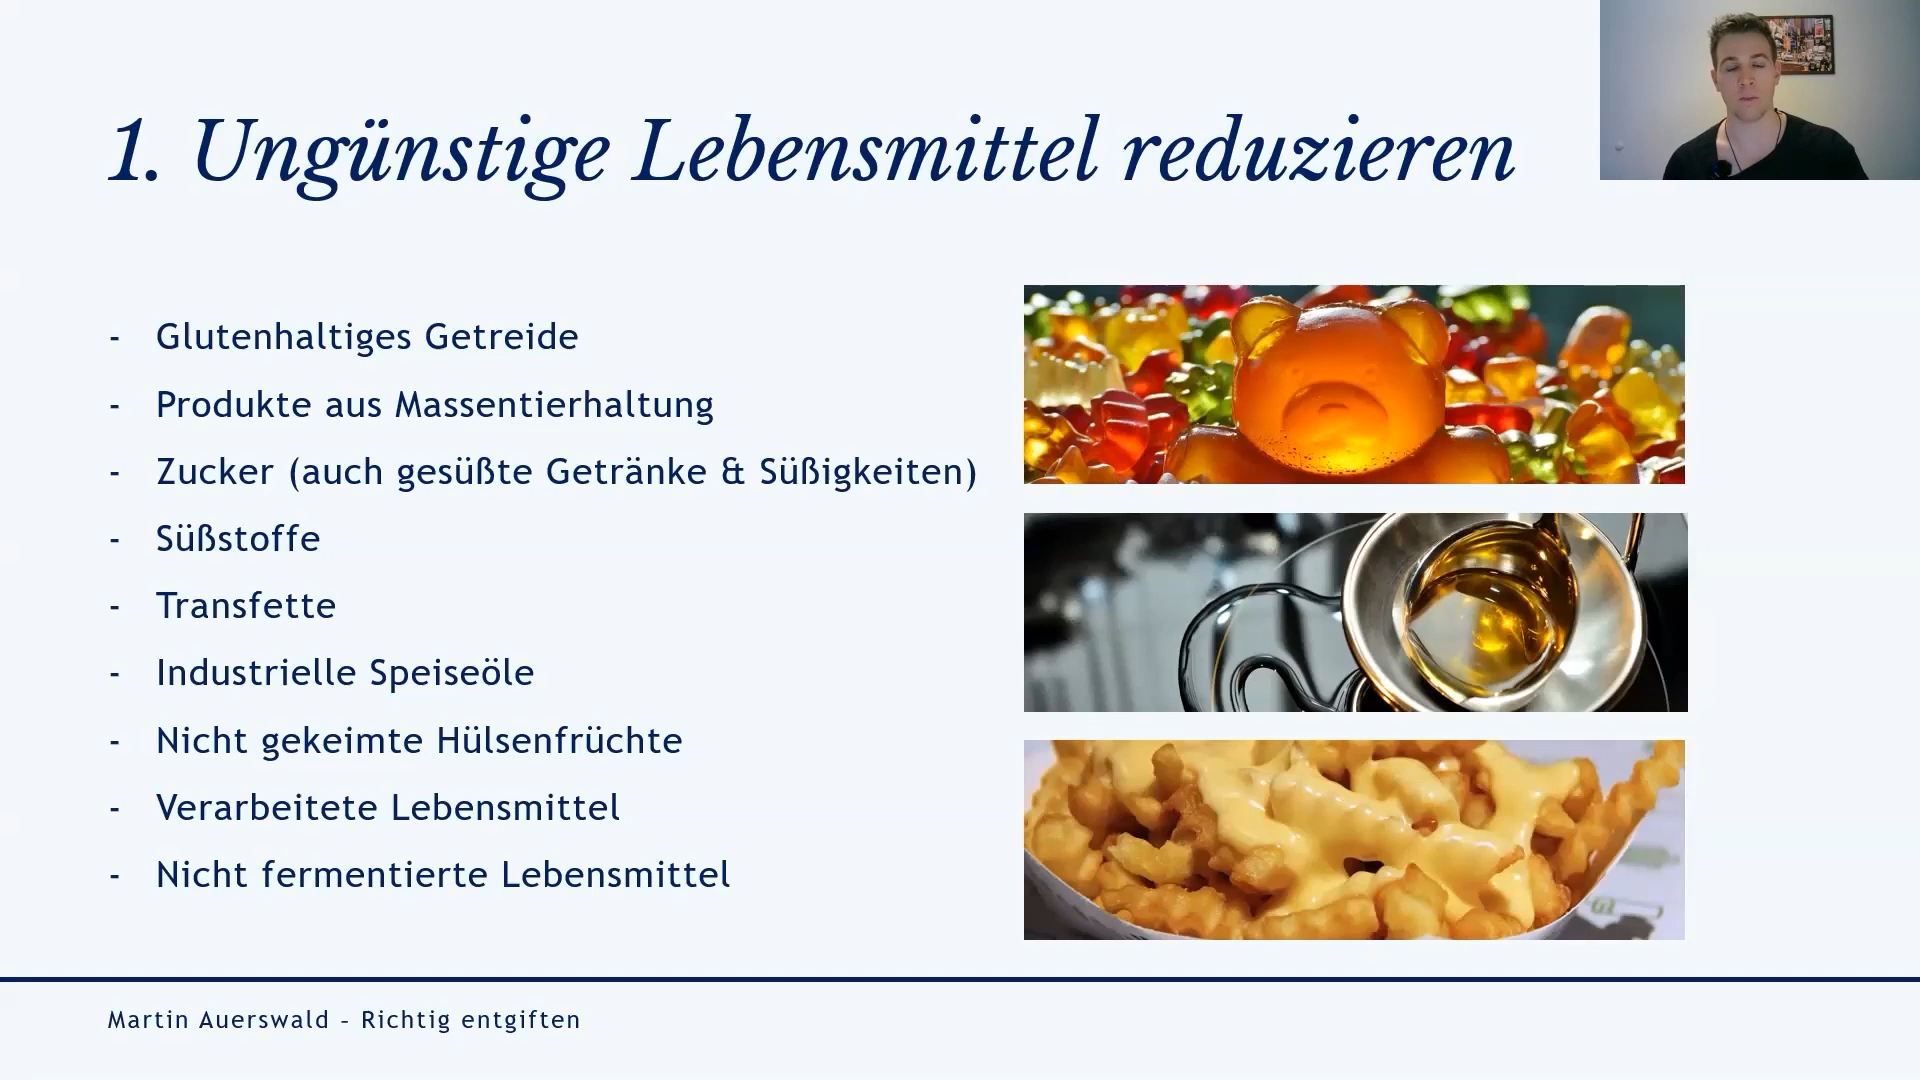 1. Ungünstige Lebensmittel reduzieren
- Glutenhaltiges Getreide
- Produkte aus Massentierhaltung
- Zucker (auch gesüßte Getränke & Süßigkeiten)
- Süßstoffe
- Transfette
- Industrielle Speiseöle
- Nicht gekeimte Hülsenfrüchte
- Verarbeitete Lebensmittel
- Nicht fermentierte Lebensmittel
Martin Auerswald – Richtig entgiften